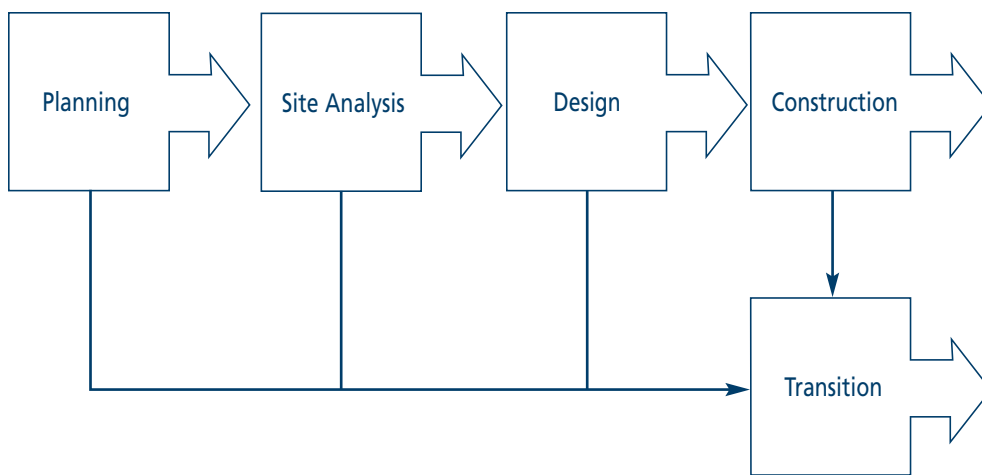 Planning
Site Analysis
Design
Construction
Transition